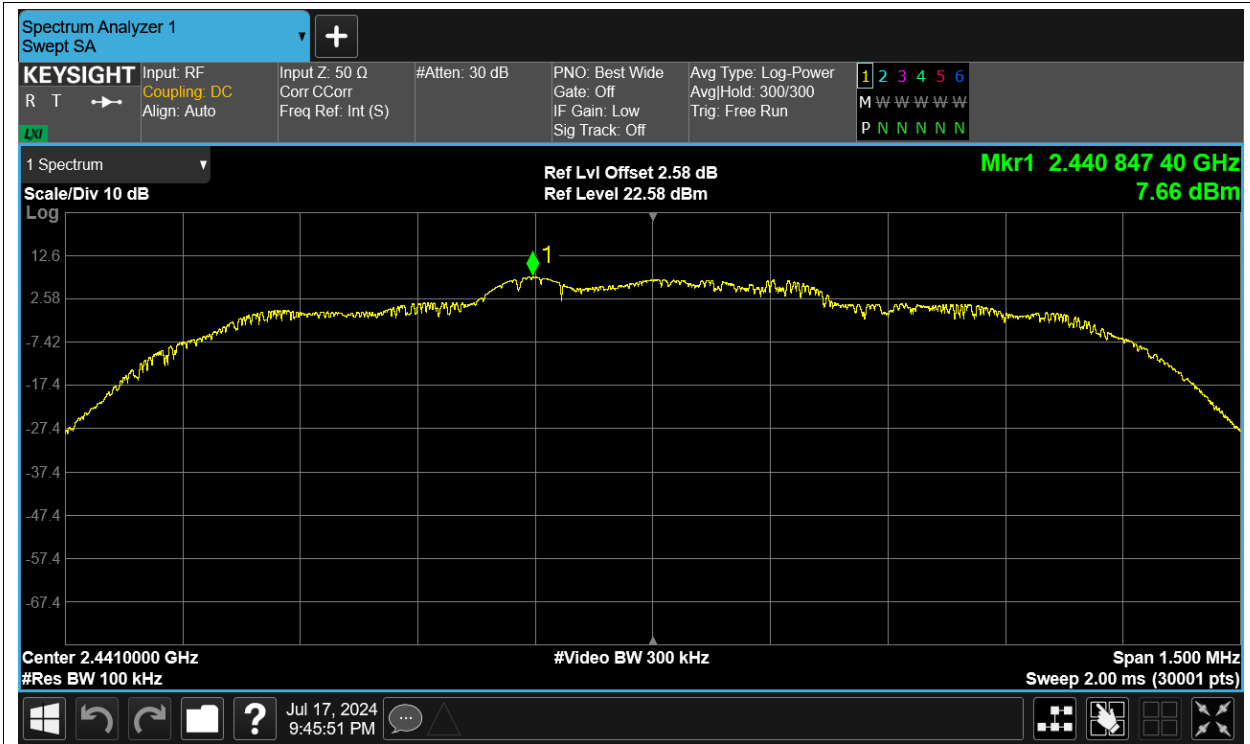 Spectrum Analyzer 1
Swept SA
KEYSIGHT
R T
LXI
Input: RF
Coupling: DC
Align: Auto
Input Z: 50 Ω
Corr CCorr
Freq Ref: Int (S)
#Atten: 30 dB
PNO: Best Wide
Gate: Off
IF Gain: Low
Sig Track: Off
Avg Type: Log-Power
Avg|Hold: 300/300
Trig: Free Run
1 2 3 4 5 6
M W W W W W
P N N N N N
1 Spectrum
Scale/Div 10 dB
Log
Ref Lvl Offset 2.58 dB
Ref Level 22.58 dBm
Mkr1 2.440 847 40 GHz
7.66 dBm
1
12.6
2.58
-7.42
-17.4
-27.4
-37.4
-47.4
-57.4
-67.4
Center 2.4410000 GHz
#Video BW 300 kHz
Span 1.500 MHz
#Res BW 100 kHz
Sweep 2.00 ms (30001 pts)
?
Jul 17, 2024
9:45:51 PM